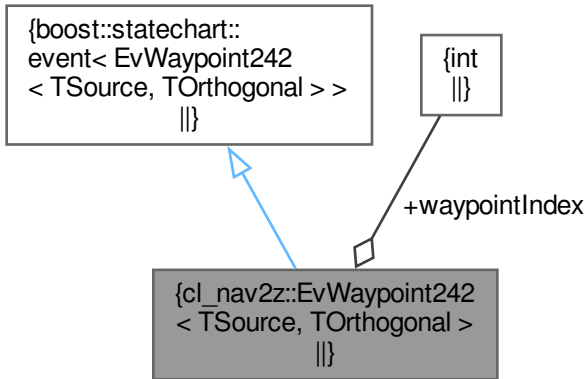 {boost::statechart::
event< EvWaypoint242
< TSource, TOrthogonal > >
||}
{int
||}
+waypointIndex
{cl_nav2z::EvWaypoint242
< TSource, TOrthogonal >
||}